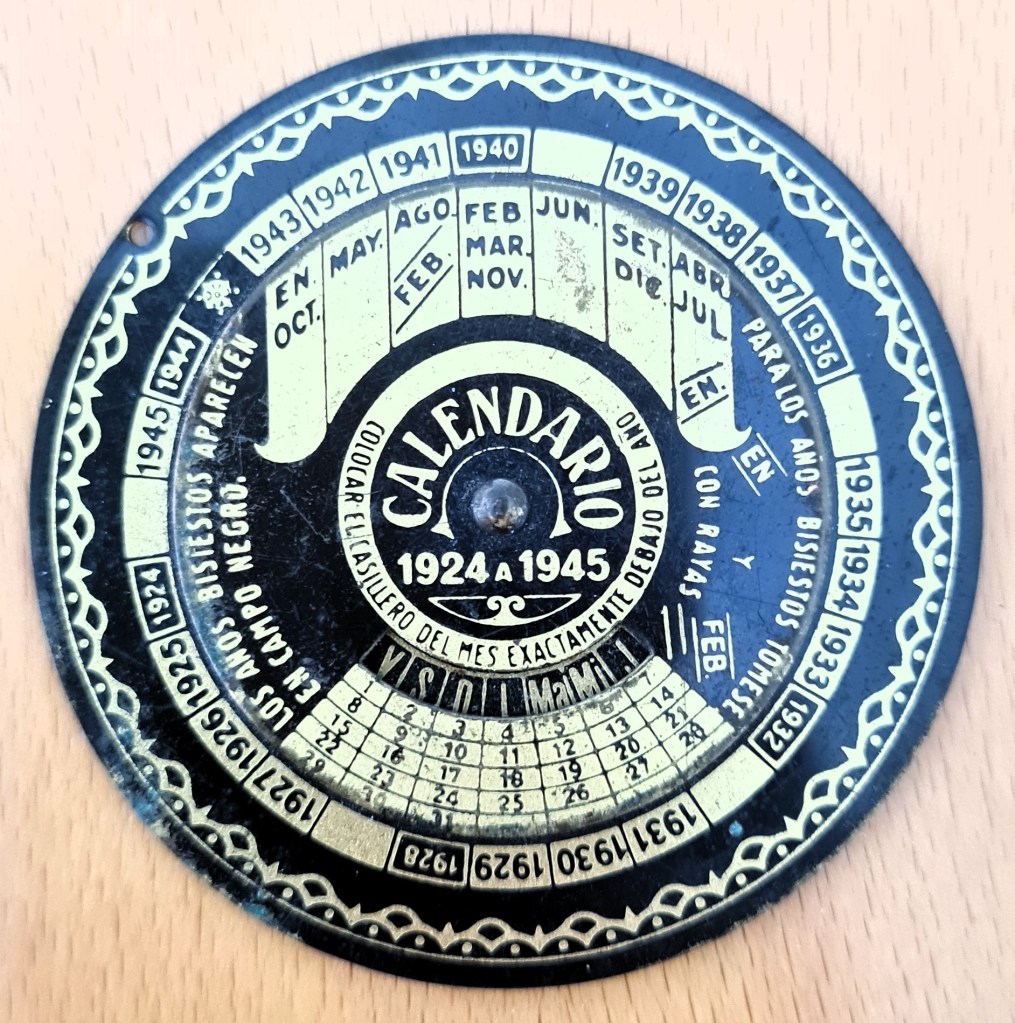 1940
1939
1938
1937
1936
1935
1934
1933
1932
1931
1930
1929
1928
1927
1926
1925
1924
1945
1944
1943
1942
1941
EN.
OCT.
MAY.
AGO.
FEB.
FEB.
MAR.
NOV.
JUN.
SET.
DIC.
ABR.
JUL
EN.
LOS AÑOS BISIESTOS APARECEN
EN CAMPO NEGRO.
PARA LOS AÑOS BISIESTOS TOMESE
EN
Y
FEB.
CON RAYAS
CALENDARIO
1924 A 1945
COLOCAR EL CASILLERO DEL MES EXACTAMENTE DEBAJO DEL AÑO
V S D L Ma Mi J
1 2 3 4 5 6 7
8 9 10 11 12 13 14
15 16 17 18 19 20 21
22 23 24 25 26 27 28
29 30 31